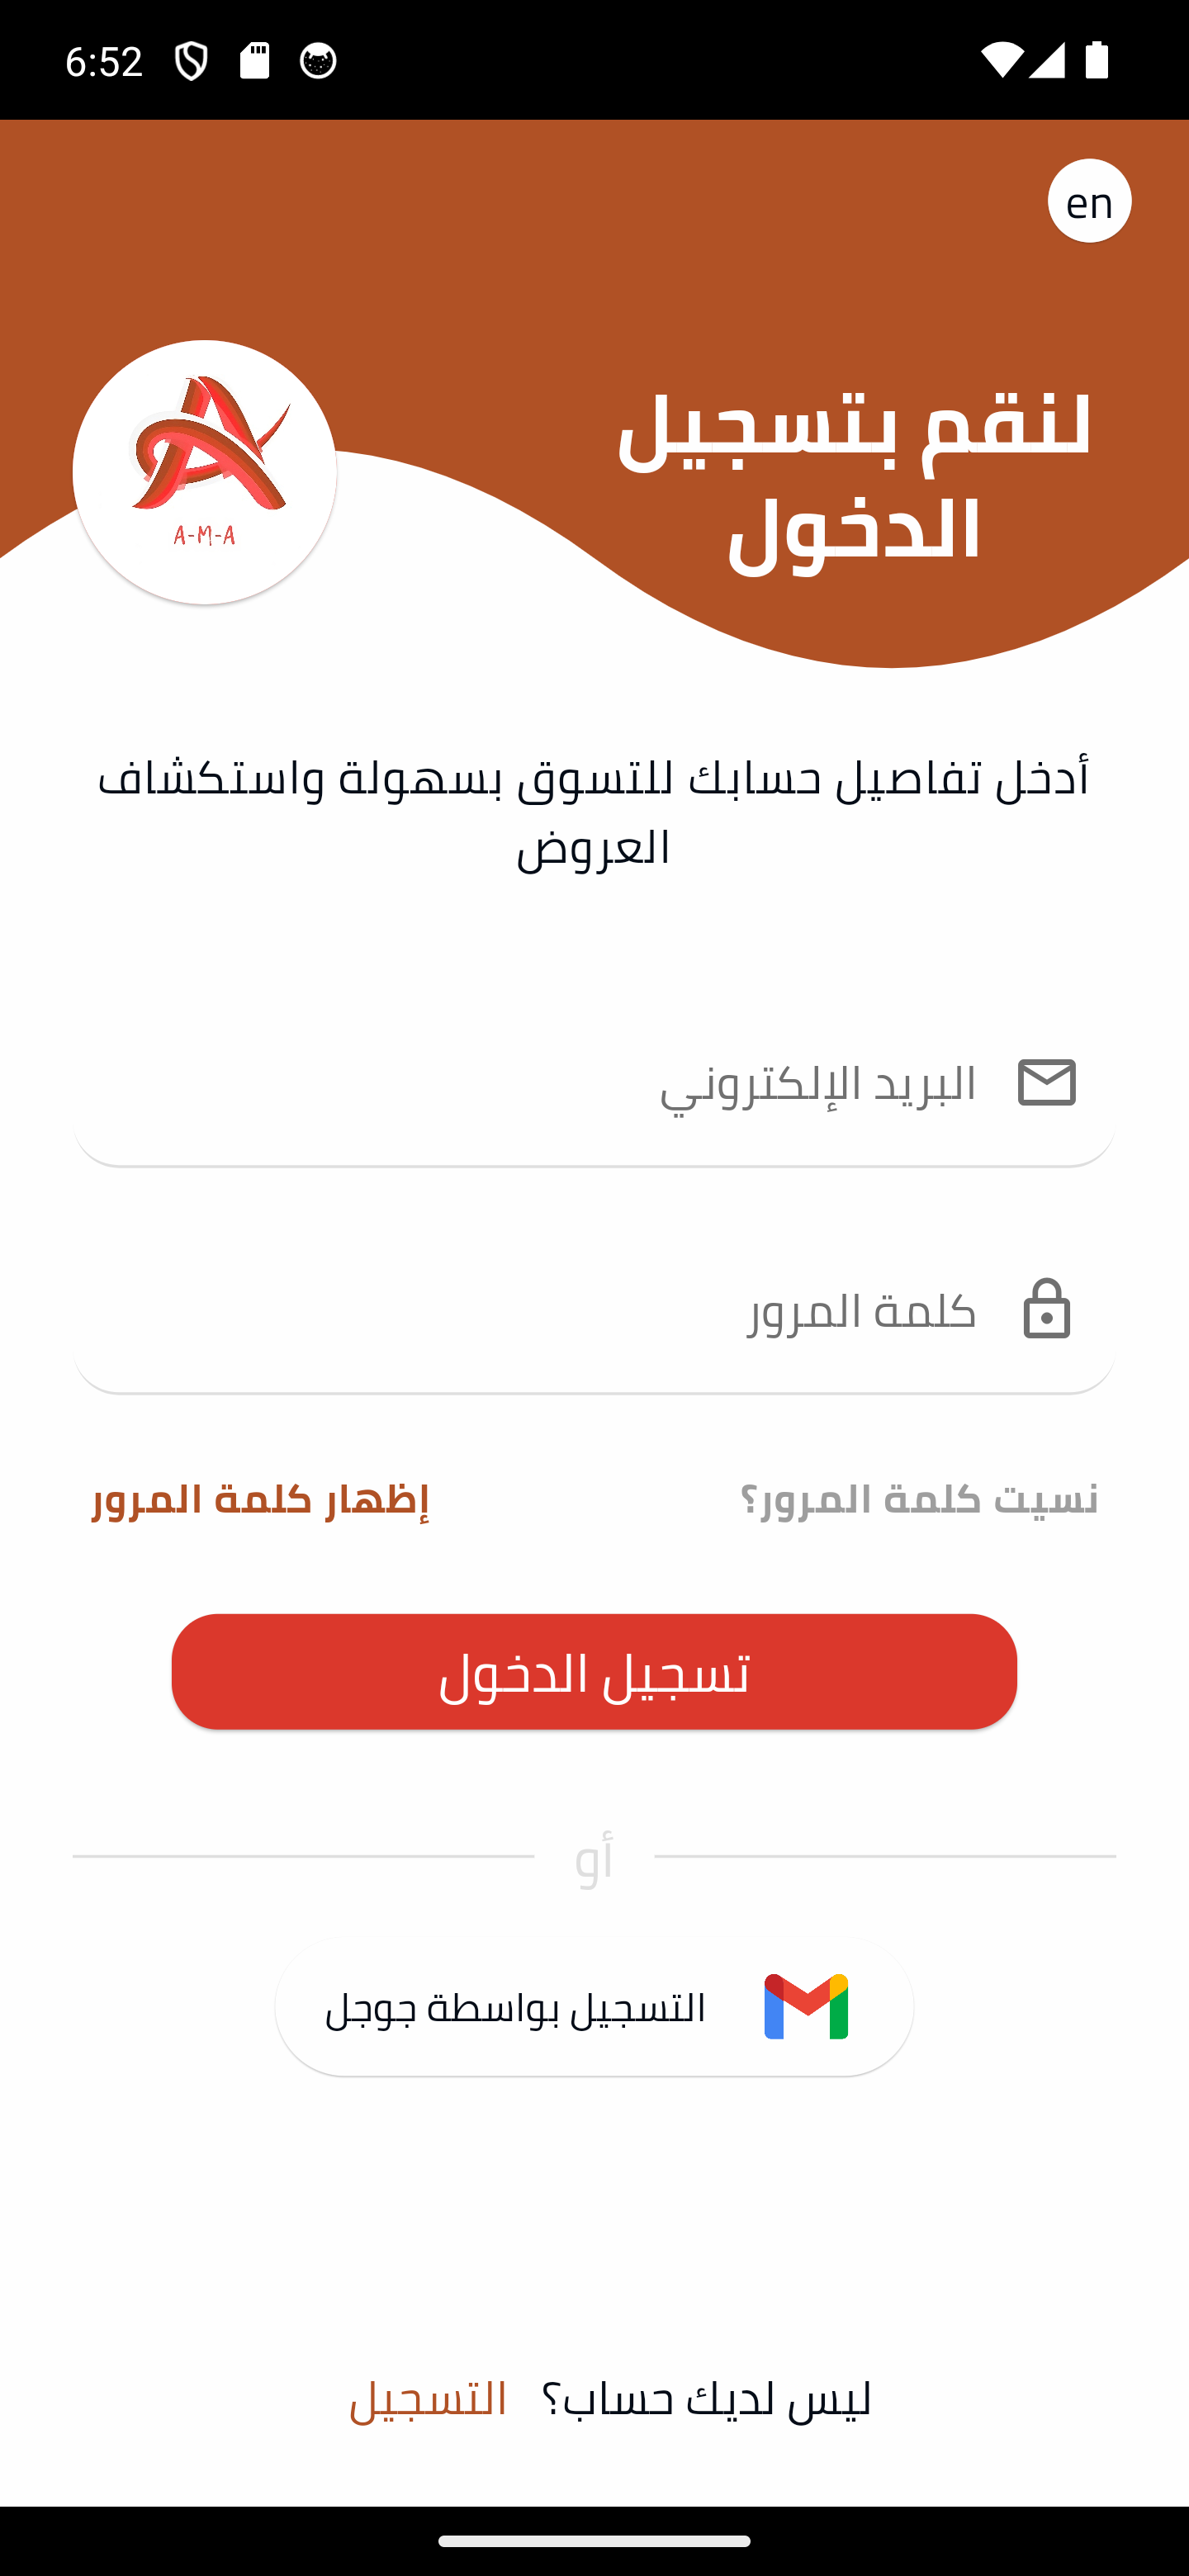 6:52
en
A-M-A
لنقم بتسجيل
الدخول
أدخل تفاصيل حسابك للتسوق بسهولة واستكشاف
العروض
البريد الإلكتروني
كلمة المرور
نسيت كلمة المرور؟ إظهار كلمة المرور
تسجيل الدخول
أو
التسجيل بواسطة جوجل
ليس لديك حساب؟ التسجيل